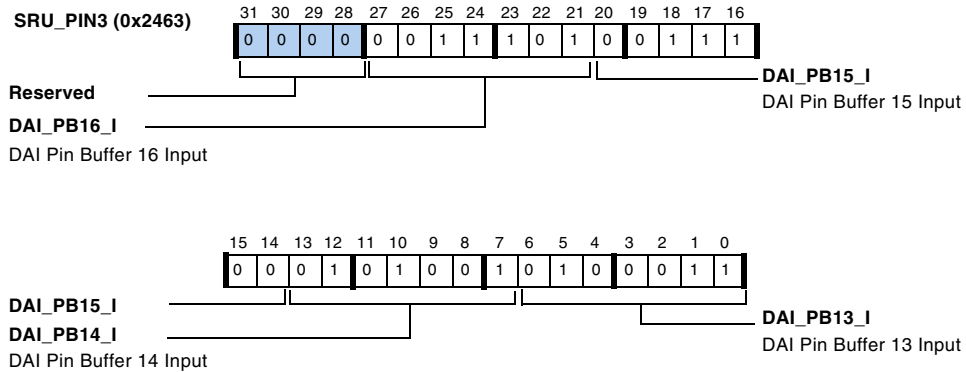 SRU_PIN3 (0x2463)
31 30 29 28 27 26 25 24 23 22 21 20 19 18 17 16
0 0 0 0 0 0 1 1 1 0 1 0 0 1 1 1
Reserved
DAI_PB16_I
DAI Pin Buffer 16 Input
DAI_PB15_I
DAI Pin Buffer 15 Input
15 14 13 12 11 10 9 8 7 6 5 4 3 2 1 0
0 0 0 1 0 1 0 0 1 0 1 0 0 0 1 1
DAI_PB15_I
DAI_PB14_I
DAI Pin Buffer 14 Input
DAI_PB13_I
DAI Pin Buffer 13 Input